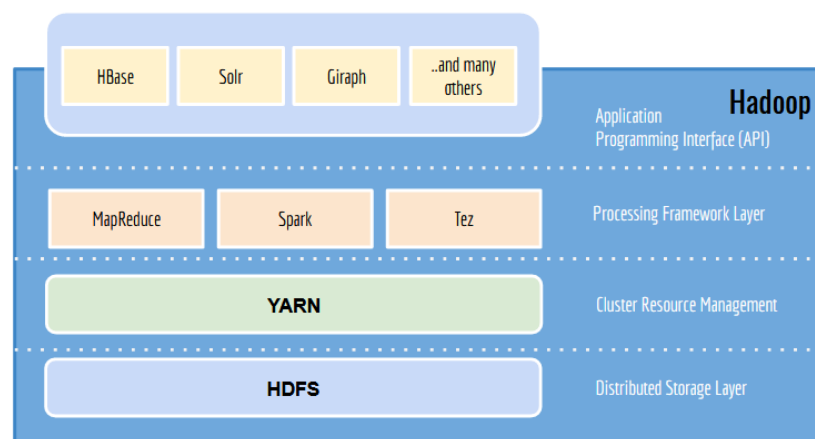 HBase
Solr
Giraph
..and many
others
Hadoop
Application
Programming Interface (API)
MapReduce
Spark
Tez
Processing Framework Layer
YARN
Cluster Resource Management
HDFS
Distributed Storage Layer